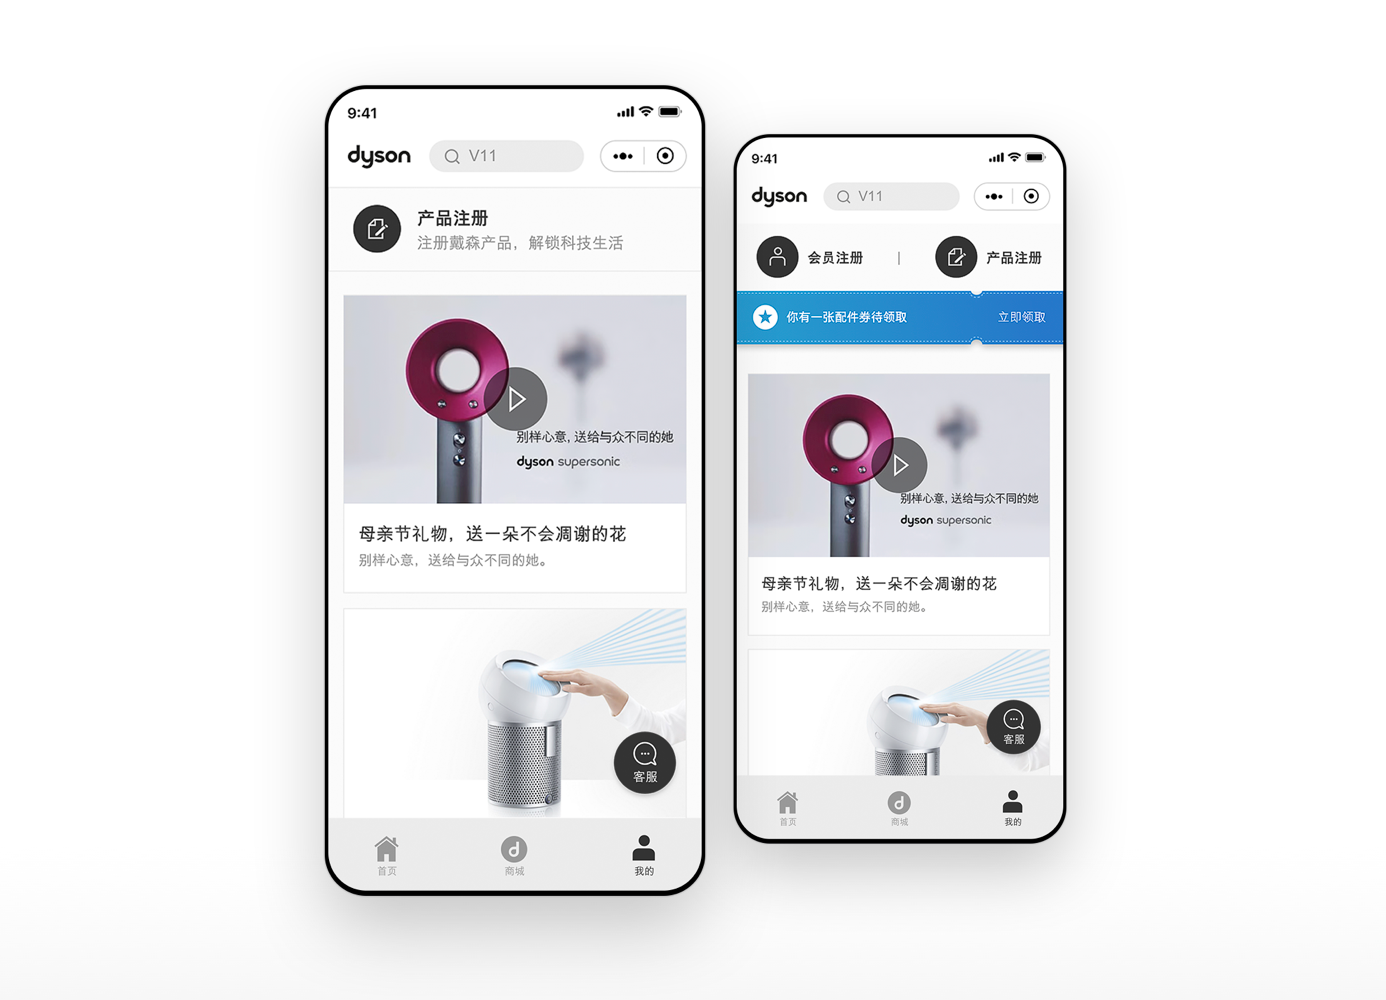 9:41
dyson
V11
产品注册
注册戴森产品，解锁科技生活
别样心意, 送给与众不同的她
dyson supersonic
母亲节礼物，送一朵不会凋谢的花
别样心意，送给与众不同的她。
客服
首页
商城
我的
9:41
dyson
V11
会员注册 | 产品注册
你有一张配件券待领取
立即领取
别样心意, 送给与众不同的她
dyson supersonic
母亲节礼物，送一朵不会凋谢的花
别样心意，送给与众不同的她。
客服
首页
商城
我的